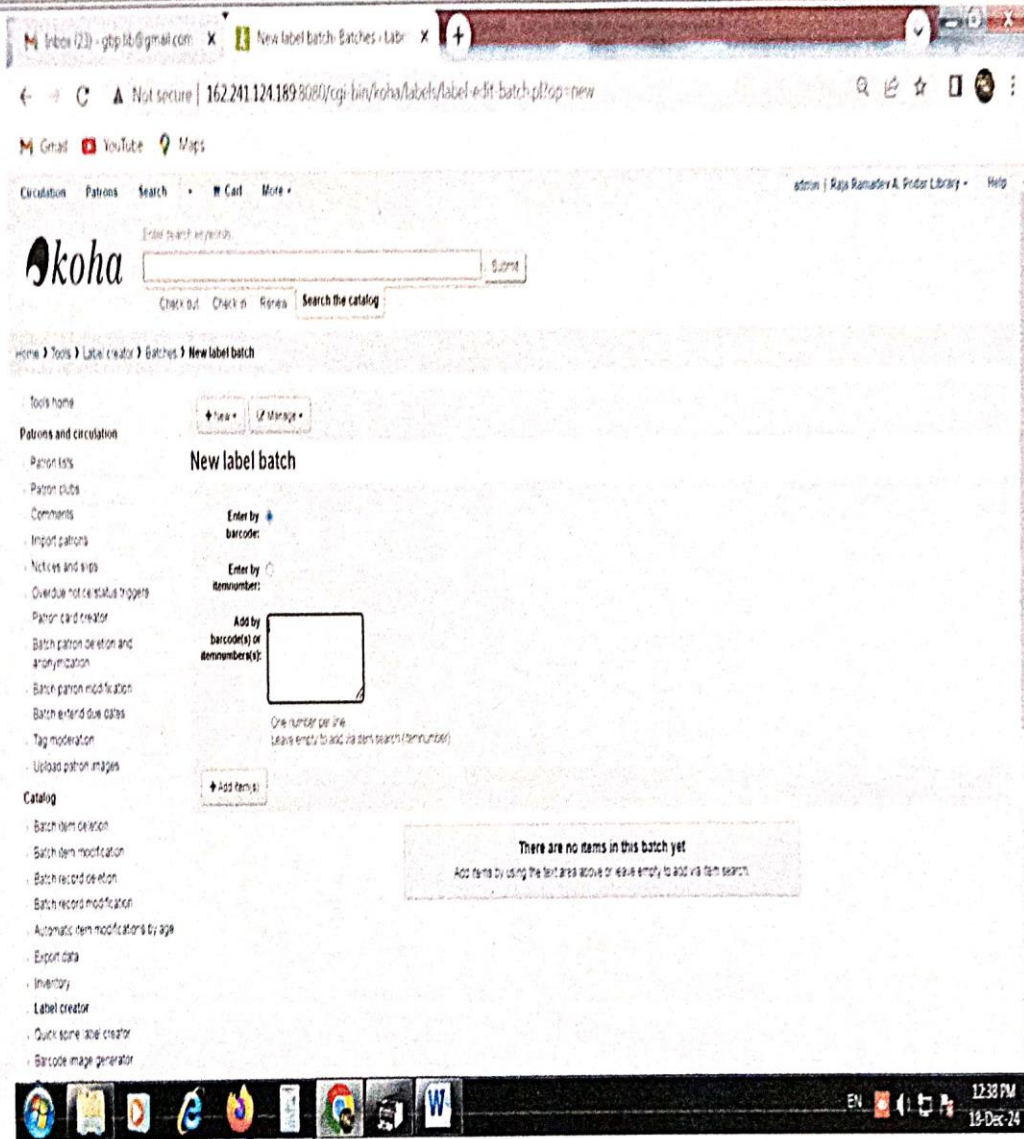 Inbox (23) - gbp.lib@gmail.com
New label batch · Batches › Labe
Not secure | 162.241.124.189:8080/cgi-bin/koha/labels/label-edit-batch.pl?op=new
Gmail YouTube Maps
Circulation Patrons Search Cart More
admin | Raja Ramadev A. Podar Library Help
koha
Enter search keywords:
Submit
Check out Check in Renew Search the catalog
Home › Tools › Label creator › Batches › New label batch
Tools home
Patrons and circulation
Patron lists
Patron clubs
Comments
Import patrons
Notices and slips
Overdue notice/status triggers
Patron card creator
Batch patron deletion and
anonymization
Batch patron modification
Batch extend due dates
Tag moderation
Upload patron images
Catalog
Batch item deletion
Batch item modification
Batch record deletion
Batch record modification
Automatic item modifications by age
Export data
Inventory
Label creator
Quick spine label creator
Barcode image generator
+ New Manage
New label batch
Enter by
barcode:
Enter by
itemnumber:
Add by
barcode(s) or
itemnumbers(s):
One number per line.
Leave empty to add via item search (itemnumber).
+ Add item(s)
There are no items in this batch yet
Add items by using the text area above or leave empty to add via item search.
W
EN
12:38 PM
18-Dec-24